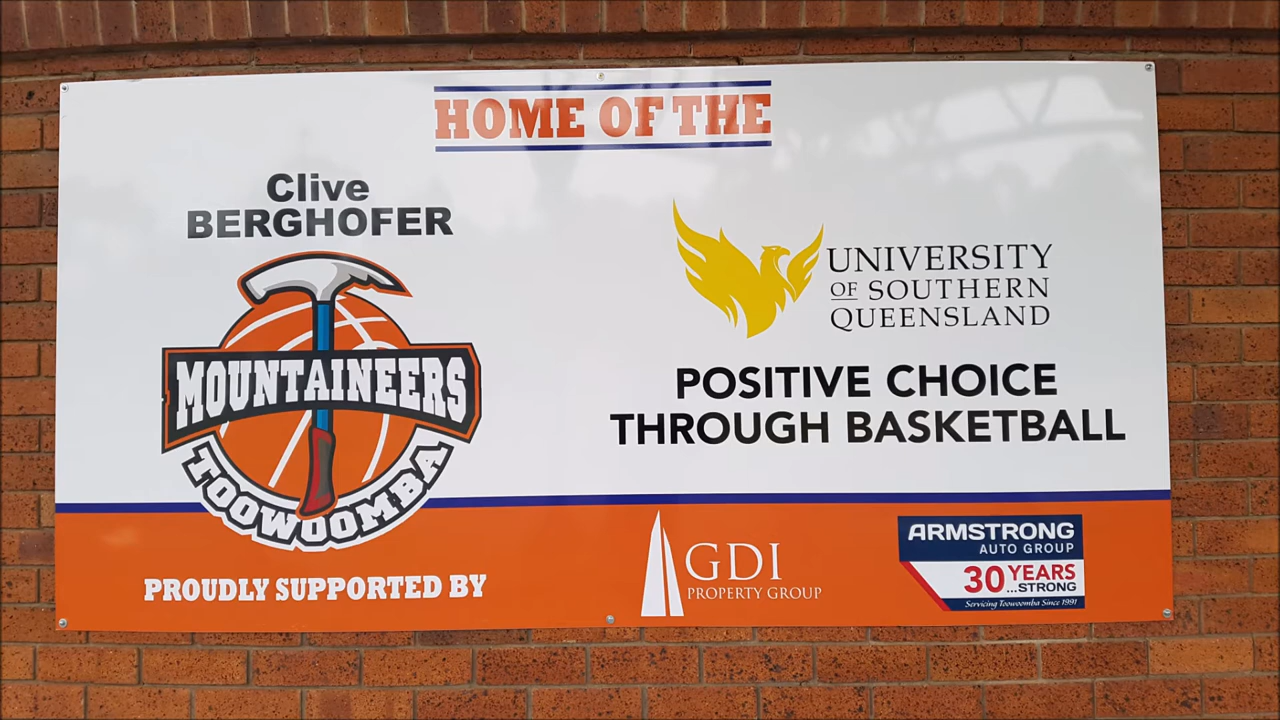 HOME OF THE
Clive
BERGHOFER
MOUNTAINEERS
TOOWOOMBA
UNIVERSITY
OF SOUTHERN
QUEENSLAND
POSITIVE CHOICE
THROUGH BASKETBALL
PROUDLY SUPPORTED BY
GDI
PROPERTY GROUP
ARMSTRONG
AUTO GROUP
30 YEARS
...STRONG
Servicing Toowoomba Since 1991